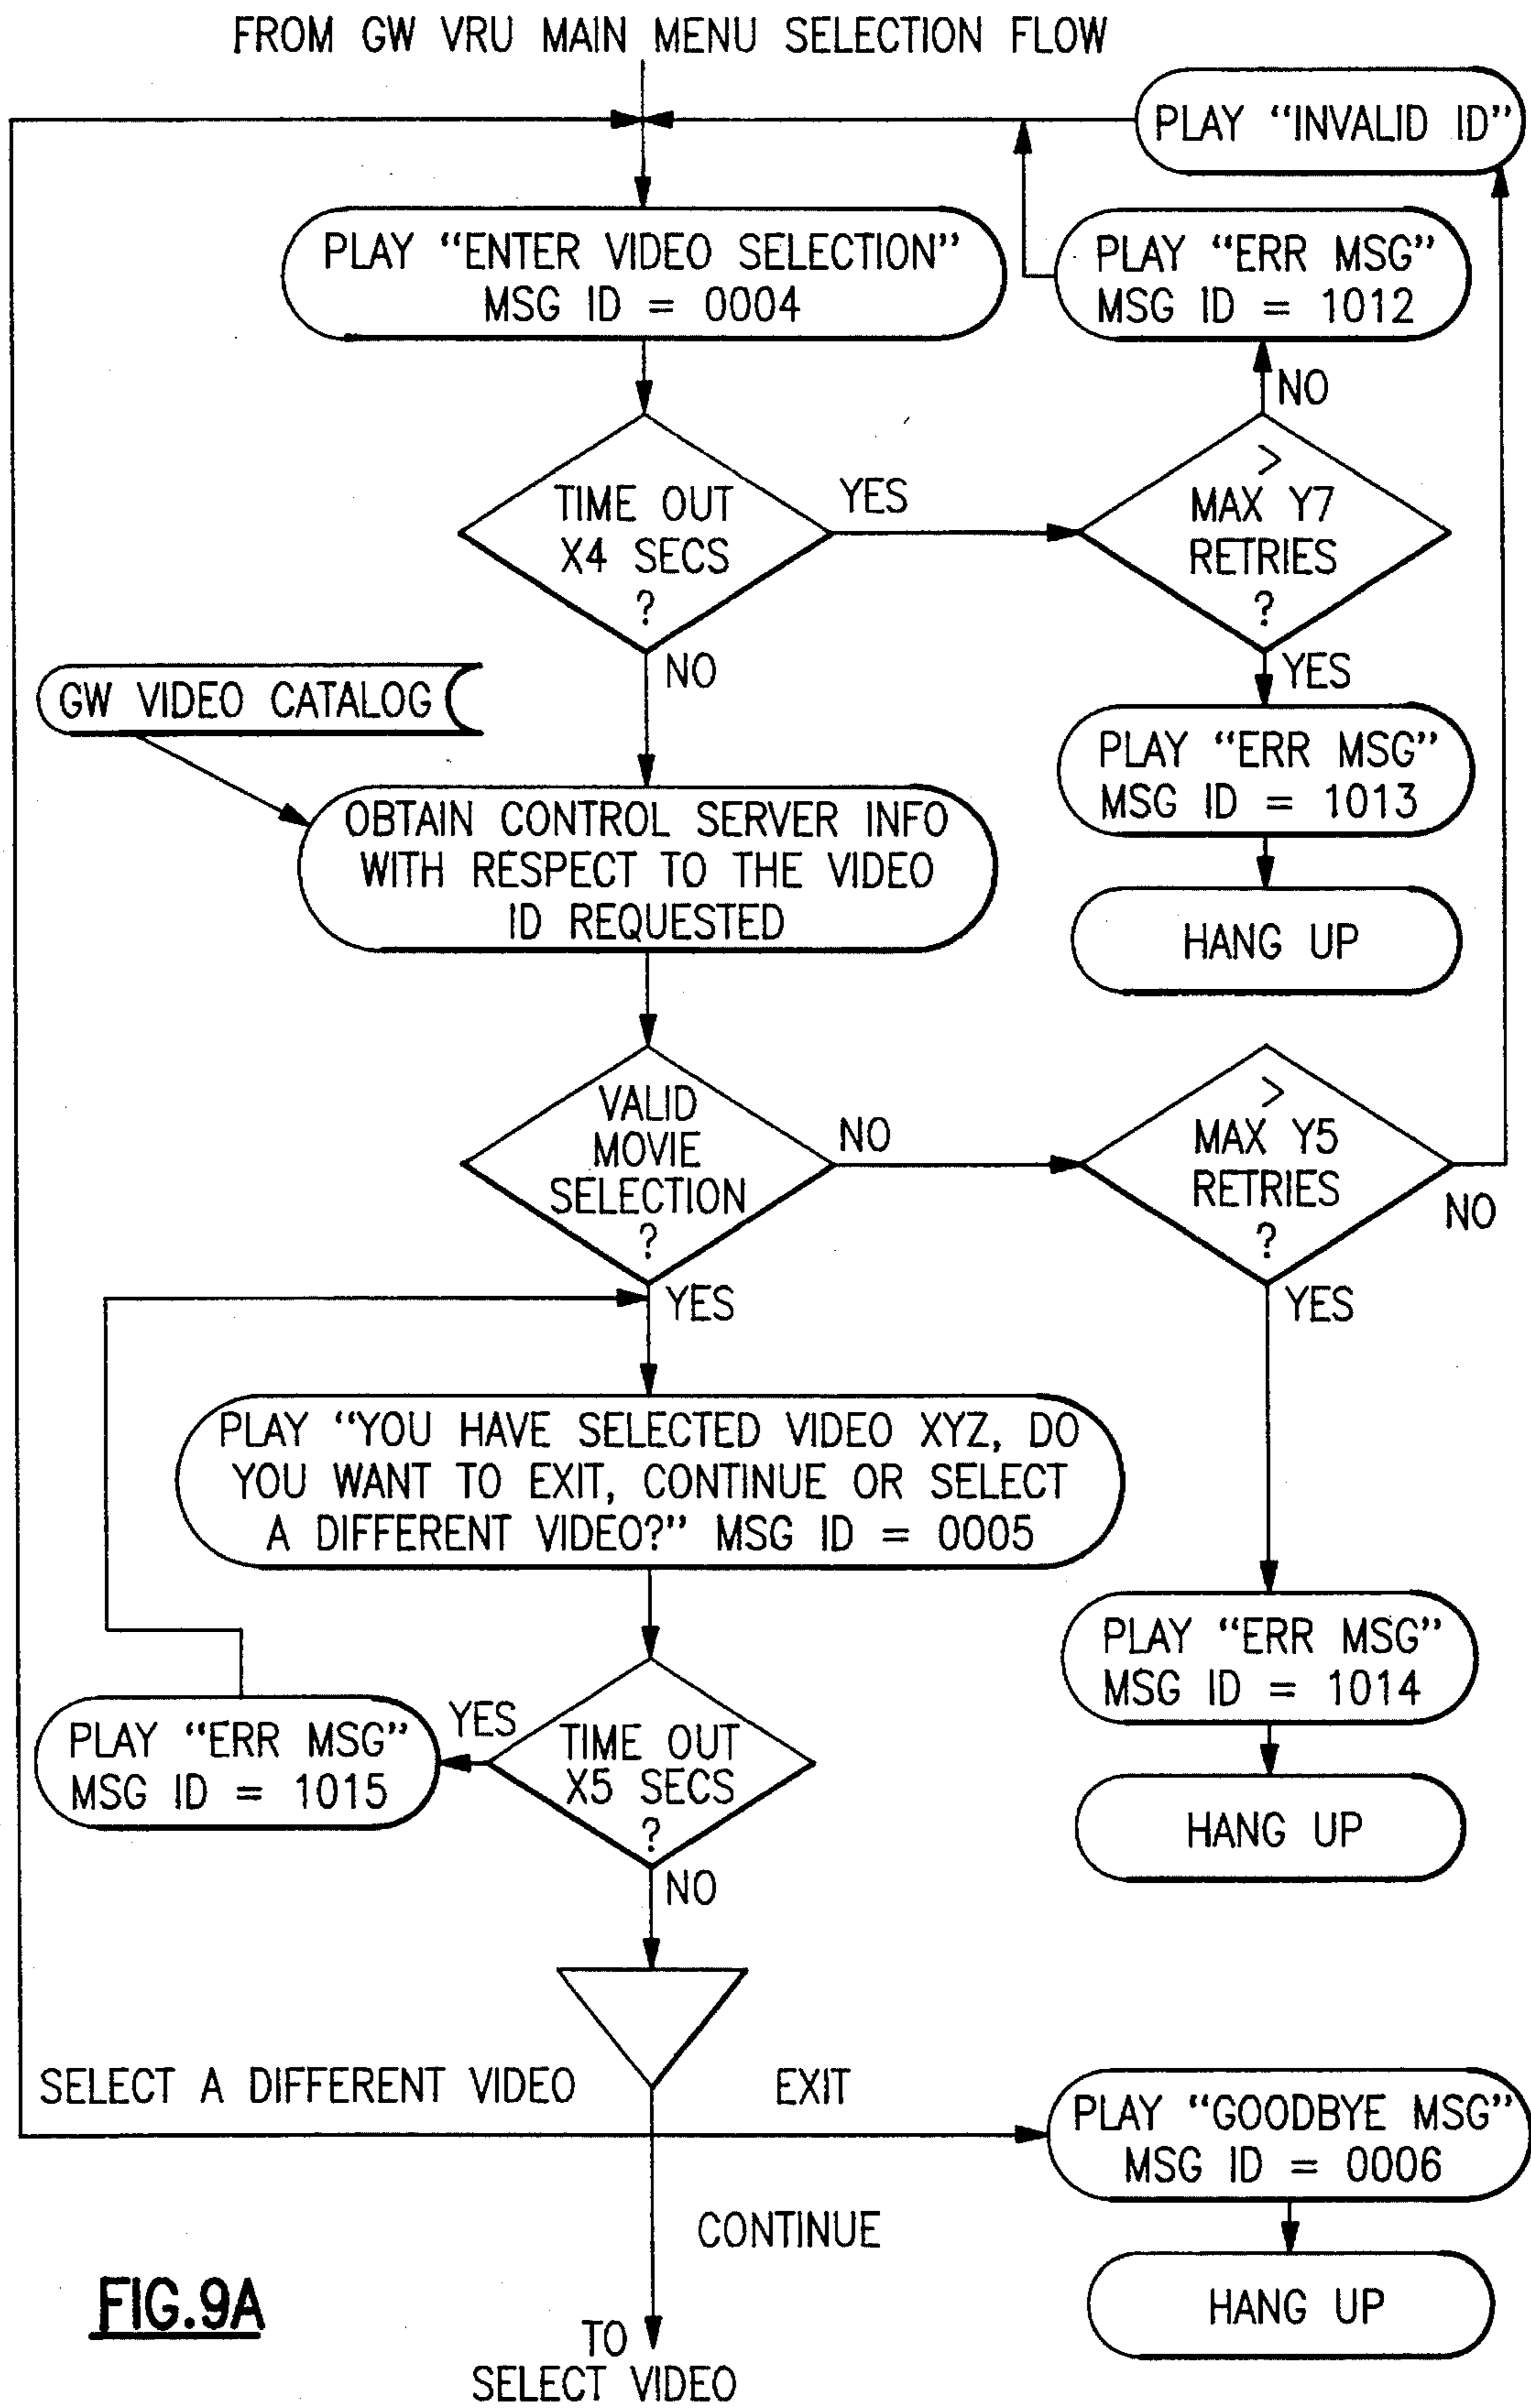 FROM GW VRU MAIN MENU SELECTION FLOW
PLAY “INVALID ID”
PLAY “ENTER VIDEO SELECTION”
MSG ID = 0004
PLAY “ERR MSG”
MSG ID = 1012
NO
TIME OUT
X4 SECS
?
YES
>
MAX Y7
RETRIES
?
NO
YES
GW VIDEO CATALOG
PLAY “ERR MSG”
MSG ID = 1013
OBTAIN CONTROL SERVER INFO
WITH RESPECT TO THE VIDEO
ID REQUESTED
HANG UP
VALID
MOVIE
SELECTION
?
NO
>
MAX Y5
RETRIES
?
NO
YES
YES
PLAY “YOU HAVE SELECTED VIDEO XYZ, DO
YOU WANT TO EXIT, CONTINUE OR SELECT
A DIFFERENT VIDEO?” MSG ID = 0005
PLAY “ERR MSG”
MSG ID = 1014
YES
TIME OUT
X5 SECS
?
PLAY “ERR MSG”
MSG ID = 1015
HANG UP
NO
SELECT A DIFFERENT VIDEO
EXIT
PLAY “GOODBYE MSG”
MSG ID = 0006
CONTINUE
HANG UP
FIG.9A
TO
SELECT VIDEO